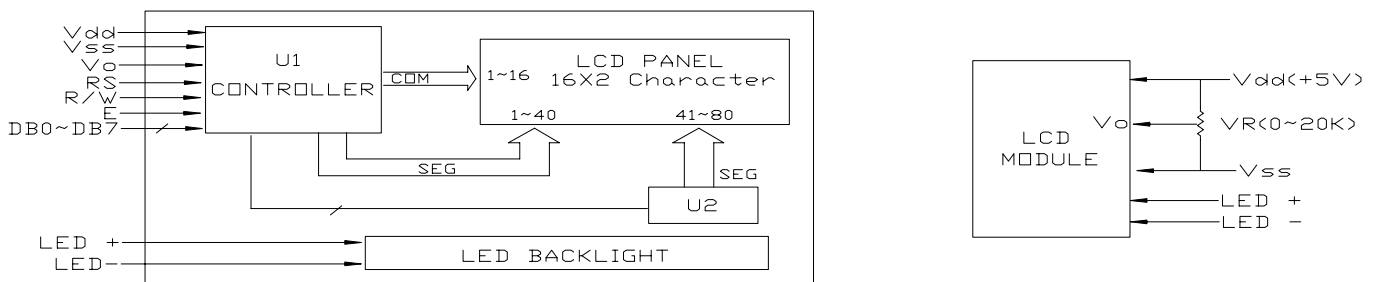 Vdd
Vss
Vo
RS
R/W
E
DB0~DB7
U1
CONTROLLER
COM
LCD PANEL
1~16
16X2 Character
1~40
41~80
SEG
SEG
U2
LED +
LED-
LED BACKLIGHT
LCD
MODULE
Vdd(+5V)
Vo
VR(0~20K)
Vss
LED +
LED -